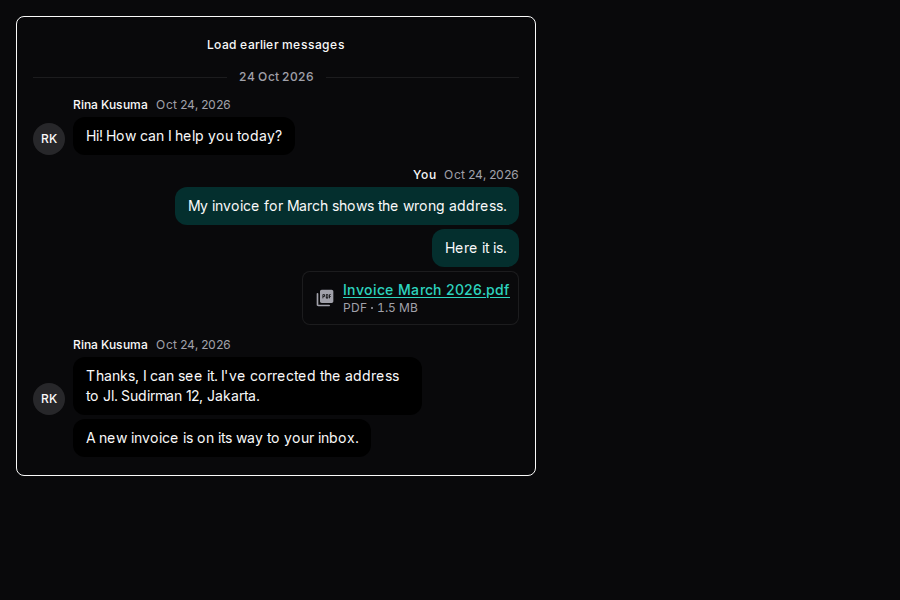 Load earlier messages
24 Oct 2026
Rina Kusuma Oct 24, 2026
RK
Hi! How can I help you today?
You Oct 24, 2026
My invoice for March shows the wrong address.
Here it is.
PDF
Invoice March 2026.pdf
PDF · 1.5 MB
Rina Kusuma Oct 24, 2026
RK
Thanks, I can see it. I've corrected the address
to Jl. Sudirman 12, Jakarta.
A new invoice is on its way to your inbox.